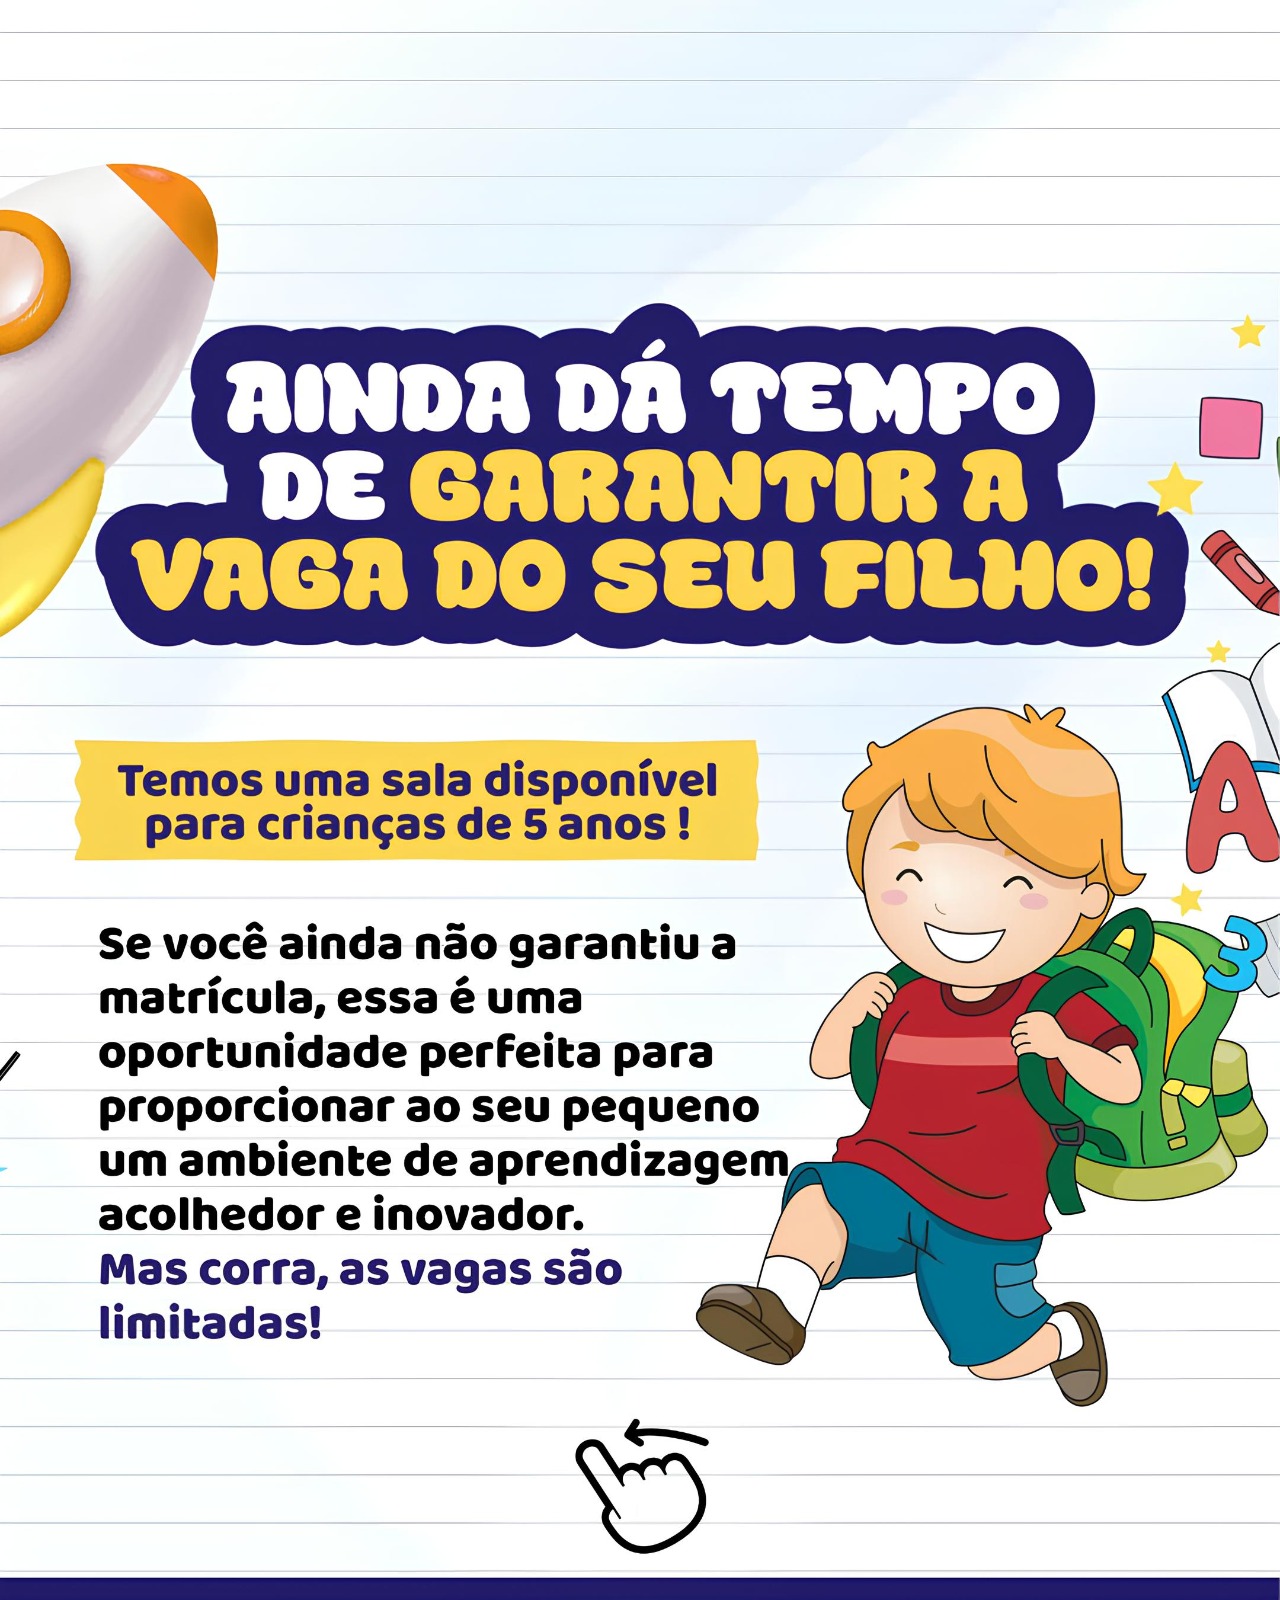 AINDA DÁ TEMPO
DE GARANTIR A
VAGA DO SEU FILHO!
Temos uma sala disponível
para crianças de 5 anos !
Se você ainda não garantiu a
matrícula, essa é uma
oportunidade perfeita para
proporcionar ao seu pequeno
um ambiente de aprendizagem
acolhedor e inovador.
Mas corra, as vagas são
limitadas!
A
3